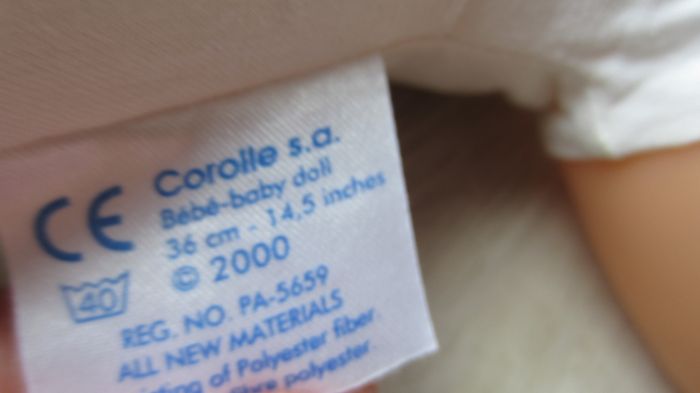 CE
Corolle s.a.
Bébé-baby doll
36 cm - 14,5 inches
© 2000
40
REG. NO. PA-5659
ALL NEW MATERIALS
of Polyester fiber
fibre polyester.